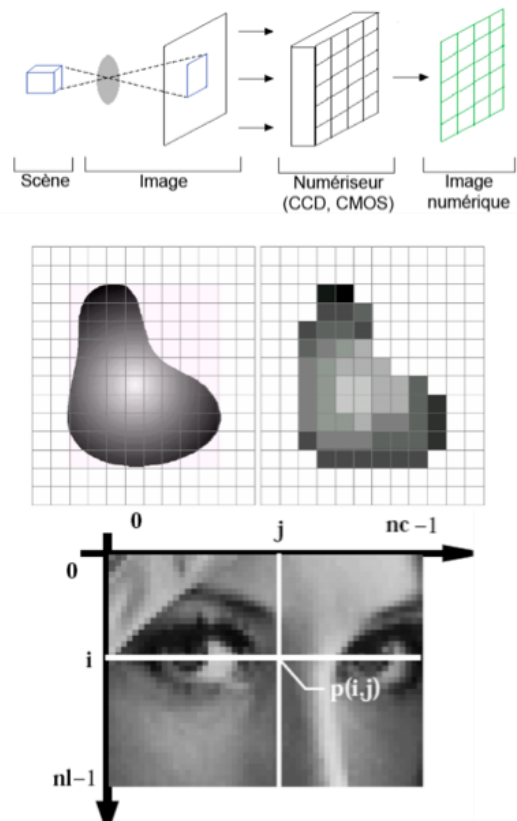 Scène
Image
Numériseur
(CCD, CMOS)
Image
numérique
0
j
nc -1
0
i
p(i,j)
nl-1